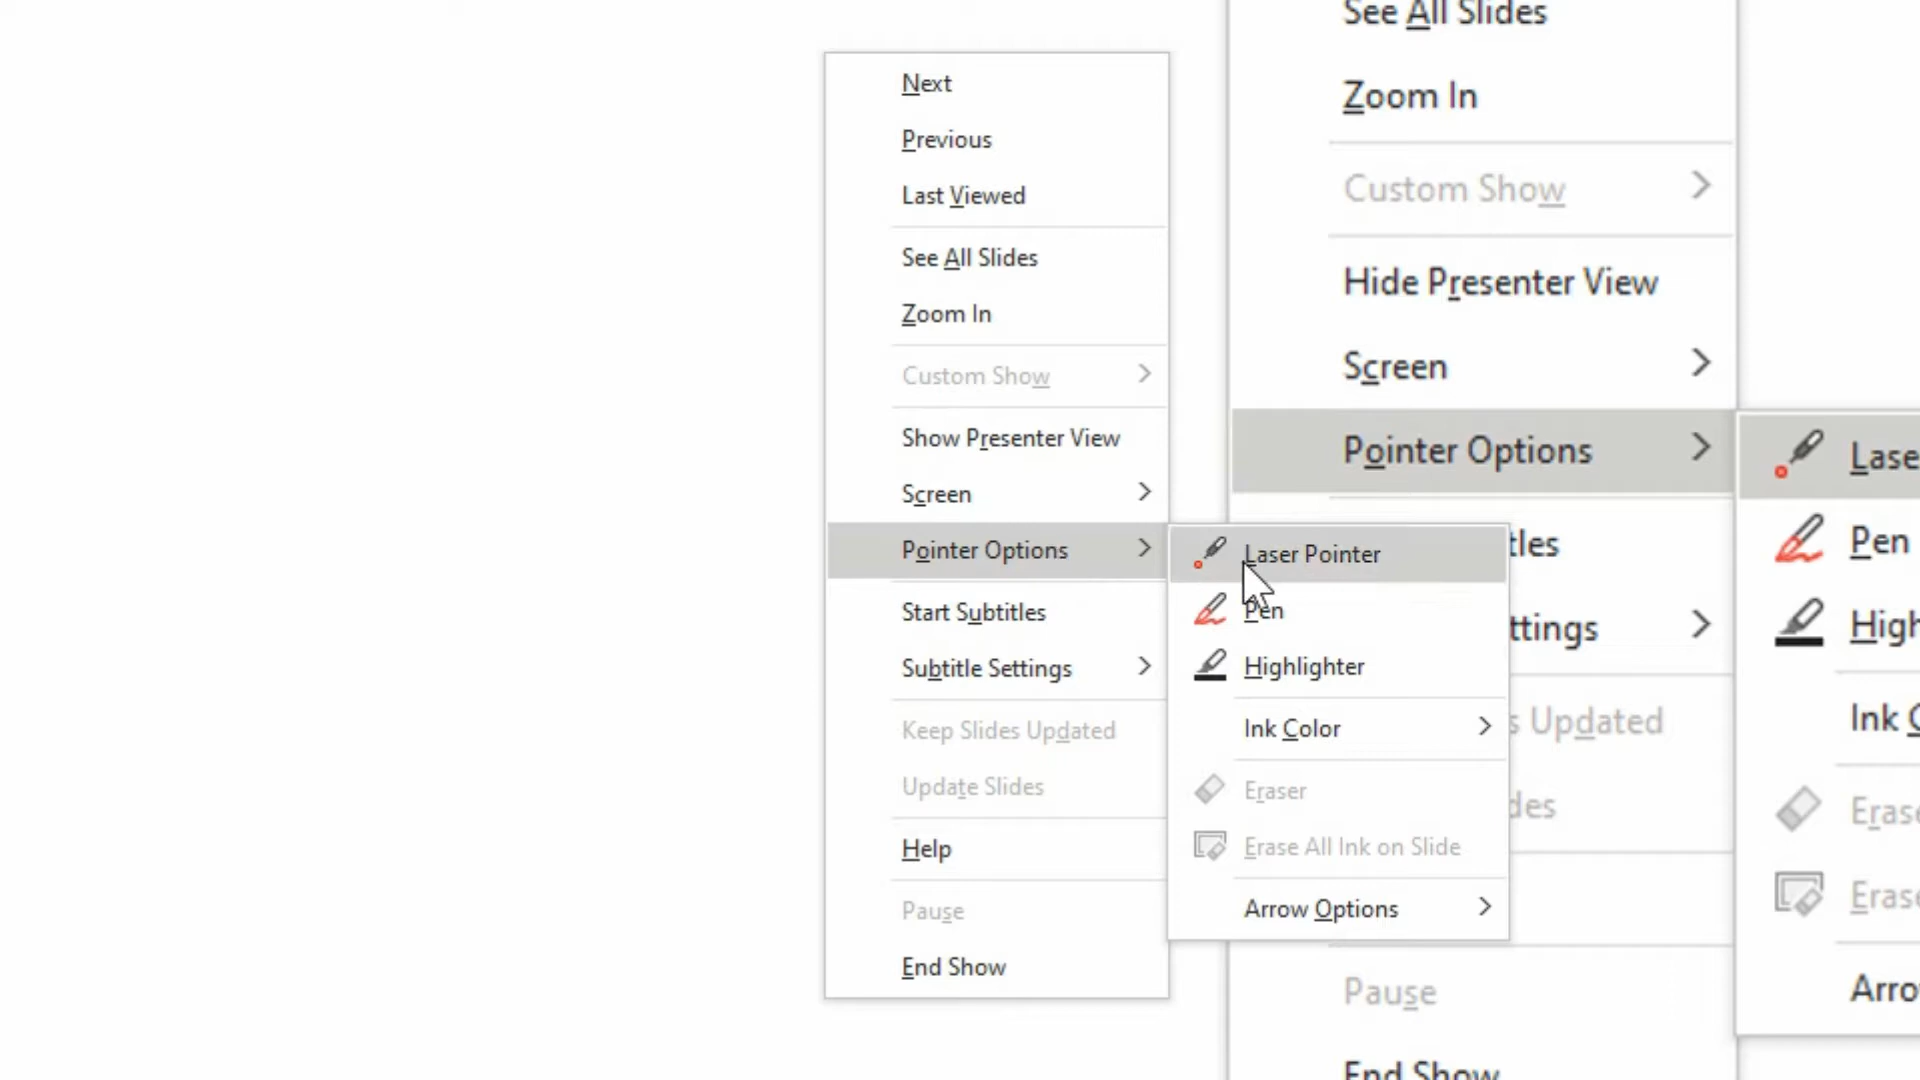 Next
Previous
Last Viewed
See All Slides
Zoom In
Custom Show
Show Presenter View
Screen
Pointer Options
Start Subtitles
Subtitle Settings
Keep Slides Updated
Update Slides
Help
Pause
End Show
Laser Pointer
Pen
Highlighter
Ink Color
Eraser
Erase All Ink on Slide
Arrow Options
See All Slides
Zoom In
Custom Show
Hide Presenter View
Screen
Pointer Options
tles
ttings
s Updated
des
Pause
End Show
Lase
Pen
High
Ink
Erase
Erase
Arro